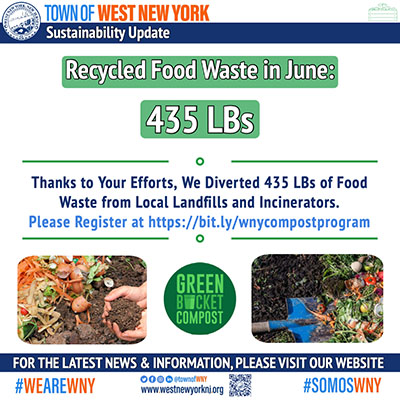 TOWN OF WEST NEW YORK
Sustainability Update
Recycled Food Waste in June:
435 LBs
Thanks to Your Efforts, We Diverted 435 LBs of Food
Waste from Local Landfills and Incinerators.
Please Register at https://bit.ly/wnycompostprogram
GREEN
BUCKET
COMPOST
FOR THE LATEST NEWS & INFORMATION, PLEASE VISIT OUR WEBSITE
#WEAREWNY
@townofWNY
www.westnewyorknj.org
#SOMOSWNY